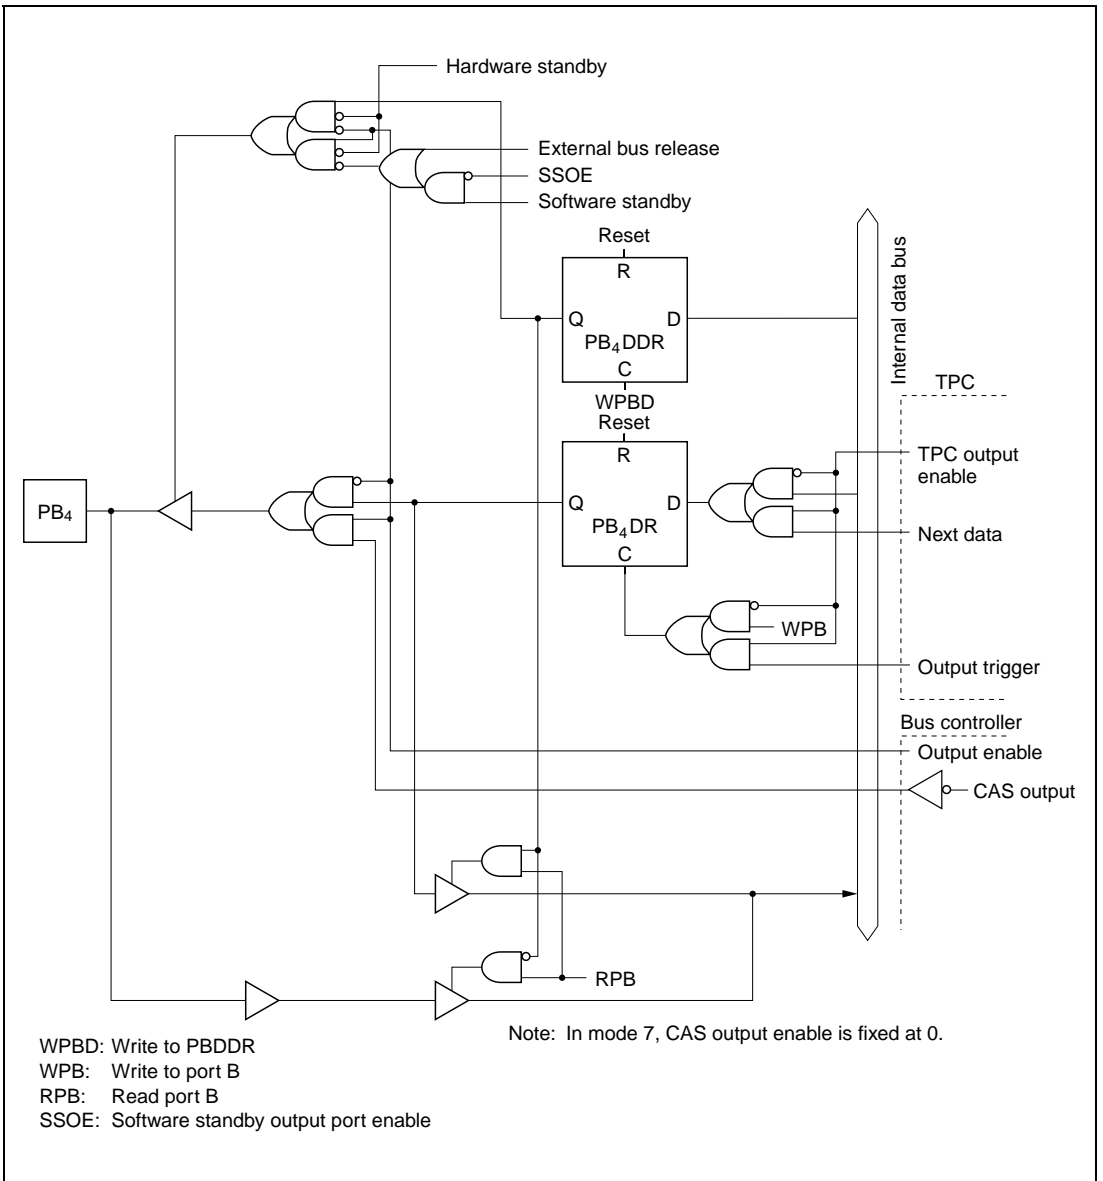 Hardware standby
External bus release
SSOE
Software standby
Reset
R
Q
D
PB4DDR
C
WPBD
Internal data bus
TPC
Reset
R
Q
D
PB4DR
C
TPC output
enable
Next data
PB4
WPB
Output trigger
Bus controller
Output enable
CAS output
RPB
WPBD: Write to PBDDR
WPB: Write to port B
RPB: Read port B
SSOE: Software standby output port enable
Note: In mode 7, CAS output enable is fixed at 0.